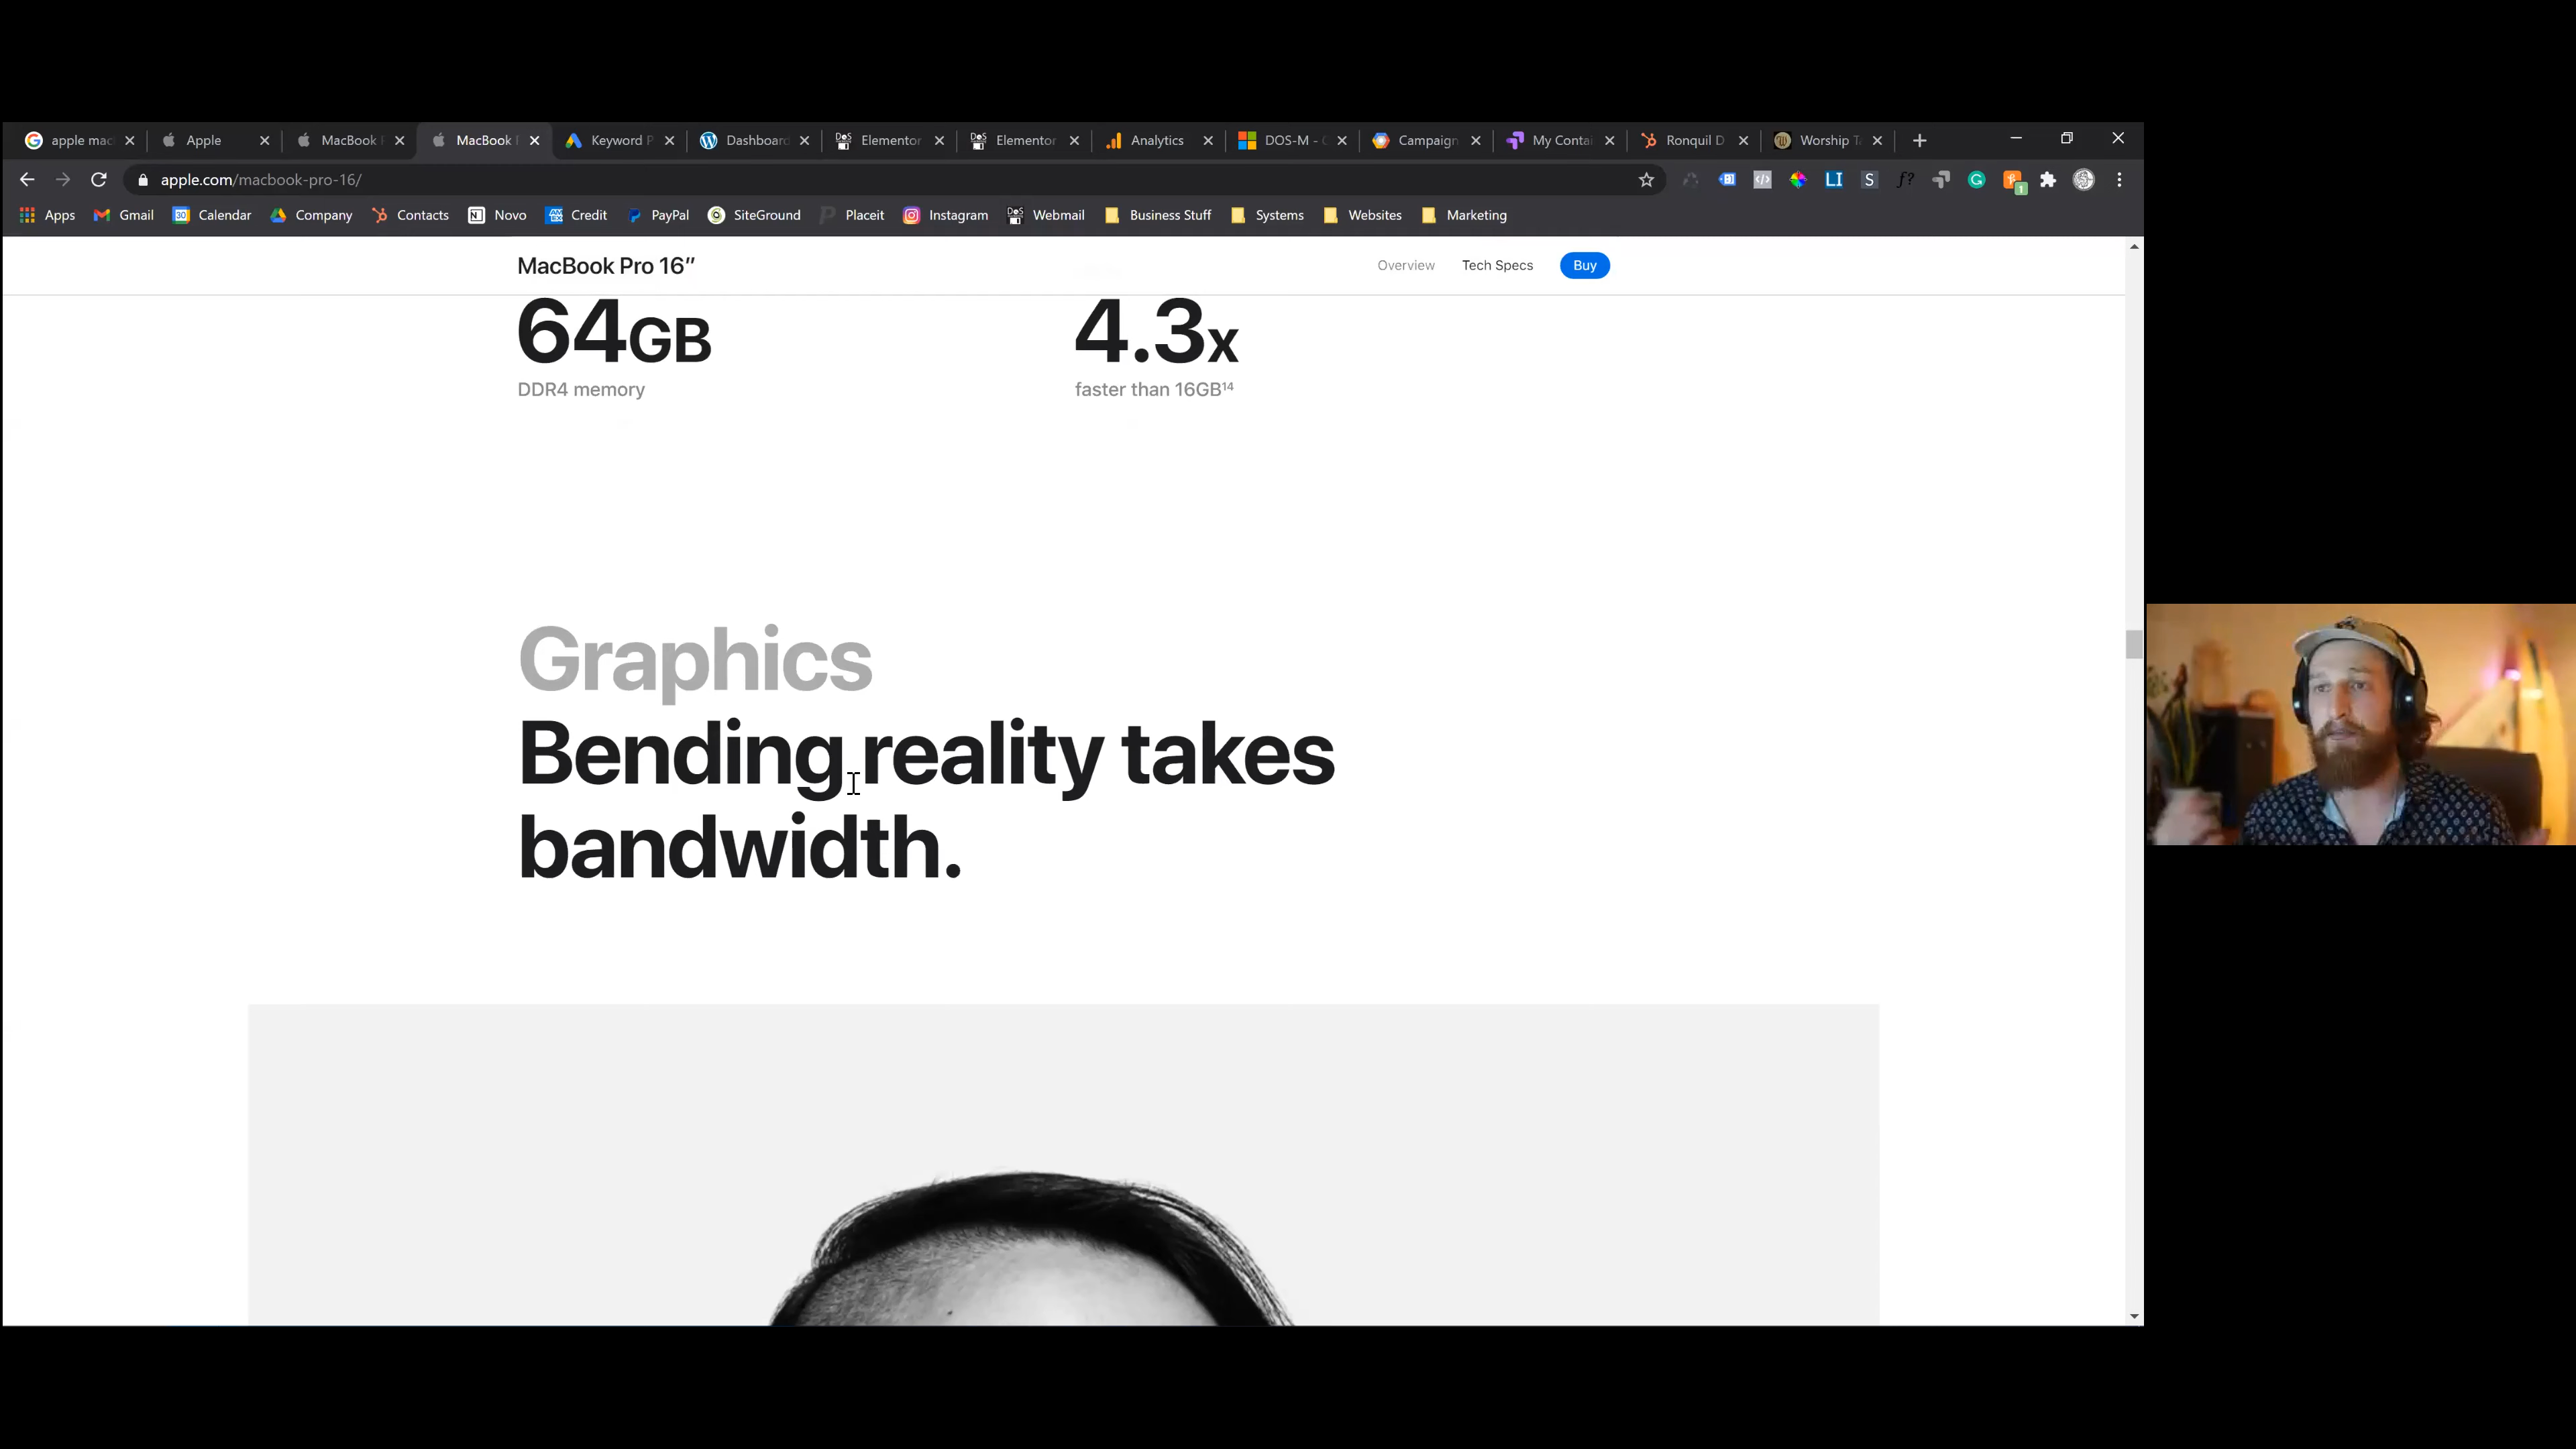 apple mac
Apple
MacBook P
MacBook P
Keyword P
Dashboard
Elementor
Elementor
Analytics
DOS-M - G
Campaign
My Contai
Ronquil D
Worship T
apple.com/macbook-pro-16/
Apps
Gmail
Calendar
Company
Contacts
Novo
Credit
PayPal
SiteGround
Placeit
Instagram
Webmail
Business Stuff
Systems
Websites
Marketing
MacBook Pro 16″
Overview
Tech Specs
Buy
64GB
DDR4 memory
4.3x
faster than 16GB¹⁴
Graphics
Bending reality takes
bandwidth.